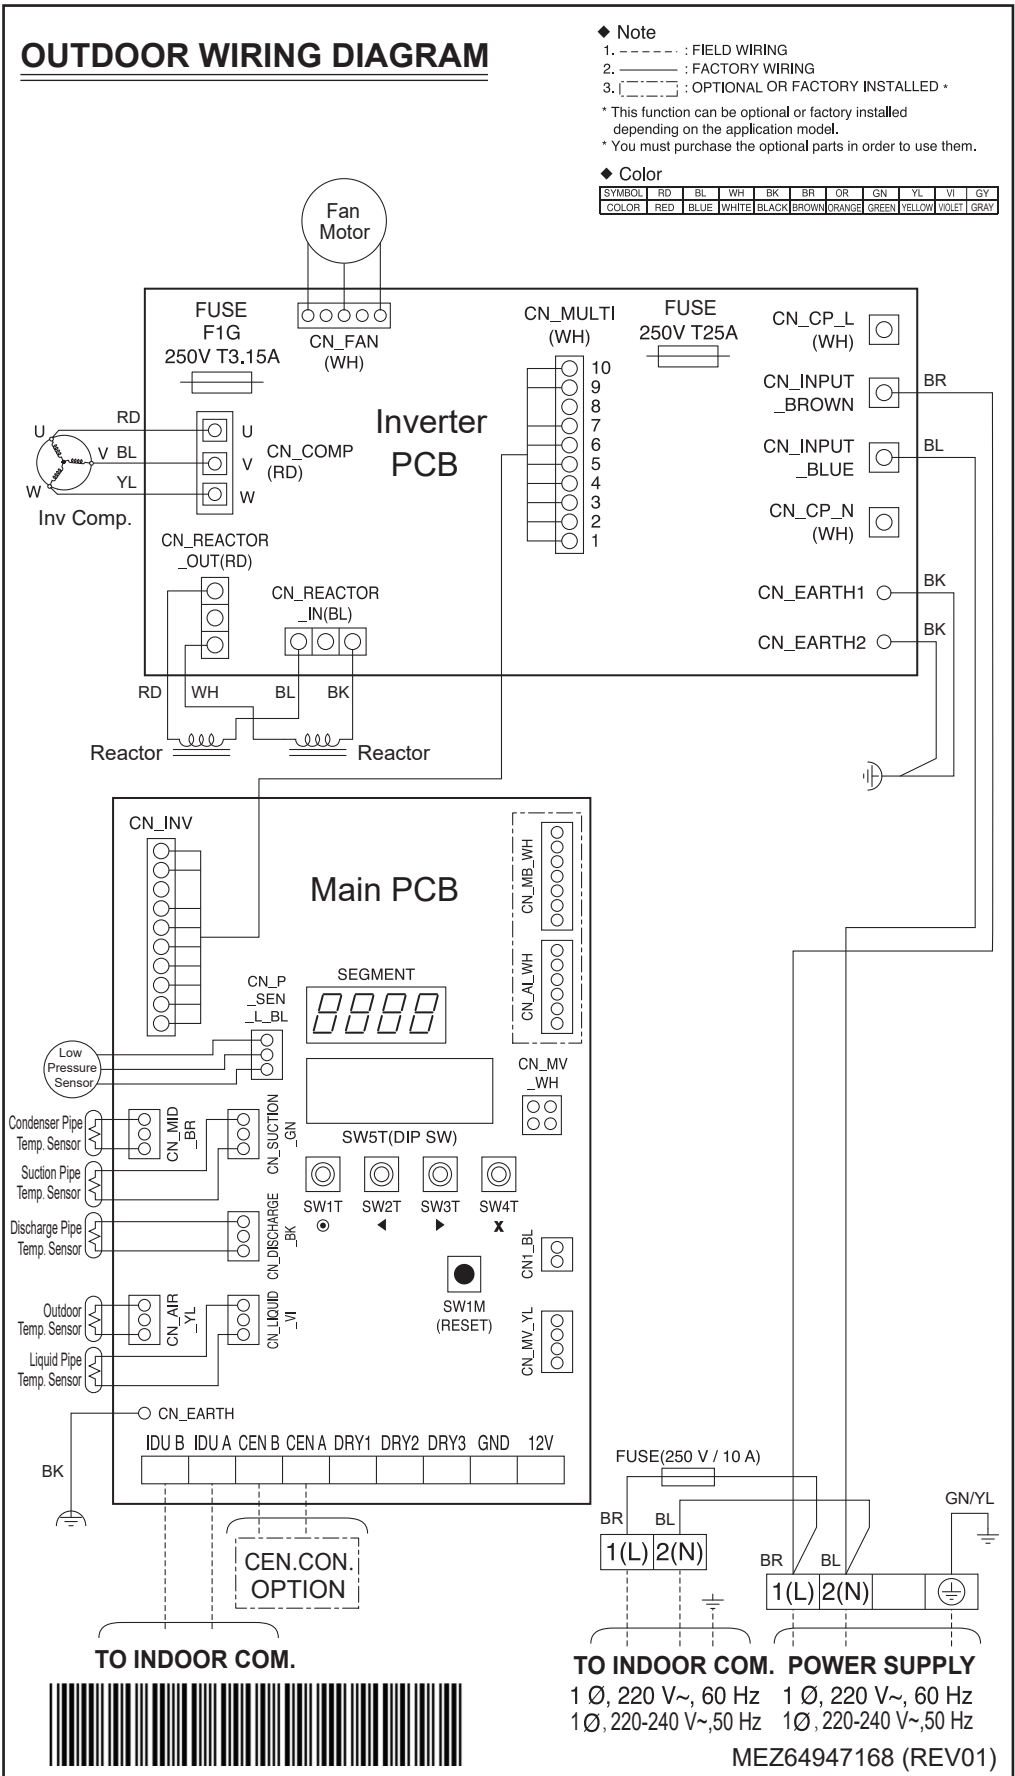 OUTDOOR WIRING DIAGRAM
◆ Note
1. : FIELD WIRING
2. : FACTORY WIRING
3. : OPTIONAL OR FACTORY INSTALLED *
* This function can be optional or factory installed
depending on the application model.
* You must purchase the optional parts in order to use them.
◆ Color
SYMBOL RD BL WH BK BR OR GN YL VI GY
COLOR RED BLUE WHITE BLACK BROWN ORANGE GREEN YELLOW VIOLET GRAY
Fan
Motor
FUSE
F1G
250V T3.15A
CN_FAN
(WH)
CN_MULTI
(WH)
10
9
8
7
6
5
4
3
2
1
FUSE
250V T25A
CN_CP_L
(WH)
CN_INPUT
_BROWN
BR
CN_INPUT
_BLUE
BL
CN_CP_N
(WH)
CN_EARTH1
BK
CN_EARTH2
BK
Inverter
PCB
RD
U
U
V BL
V
CN_COMP
(RD)
YL
W
W
Inv Comp.
CN_REACTOR
_OUT(RD)
CN_REACTOR
_IN(BL)
RD WH BL BK
Reactor
Reactor
CN_INV
Main PCB
CN_MB_WH
CN_AI_WH
SEGMENT
8888
CN_P
_SEN
_L_BL
Low
Pressure
Sensor
CN_MV
_WH
Condenser Pipe
Temp. Sensor
CN_MID
_BR
CN_SUCTION
_GN
SW5T(DIP SW)
Suction Pipe
Temp. Sensor
SW1T SW2T SW3T SW4T
⦿ ◀ ▶ X
Discharge Pipe
Temp. Sensor
CN_DISCHARGE
_BK
CN1_BL
SW1M
(RESET)
Outdoor
Temp. Sensor
CN_AIR
_YL
CN_LIQUID
_VI
CN_MV_YL
Liquid Pipe
Temp. Sensor
CN_EARTH
BK
IDU B IDU A CEN B CEN A DRY1 DRY2 DRY3 GND 12V
CEN.CON.
OPTION
TO INDOOR COM.
FUSE(250 V / 10 A)
BR BL
1(L) 2(N)
GN/YL
BR BL
1(L) 2(N)
TO INDOOR COM.
1 Ø, 220 V~, 60 Hz
1Ø, 220-240 V~,50 Hz
POWER SUPPLY
1 Ø, 220 V~, 60 Hz
1Ø, 220-240 V~,50 Hz
MEZ64947168 (REV01)